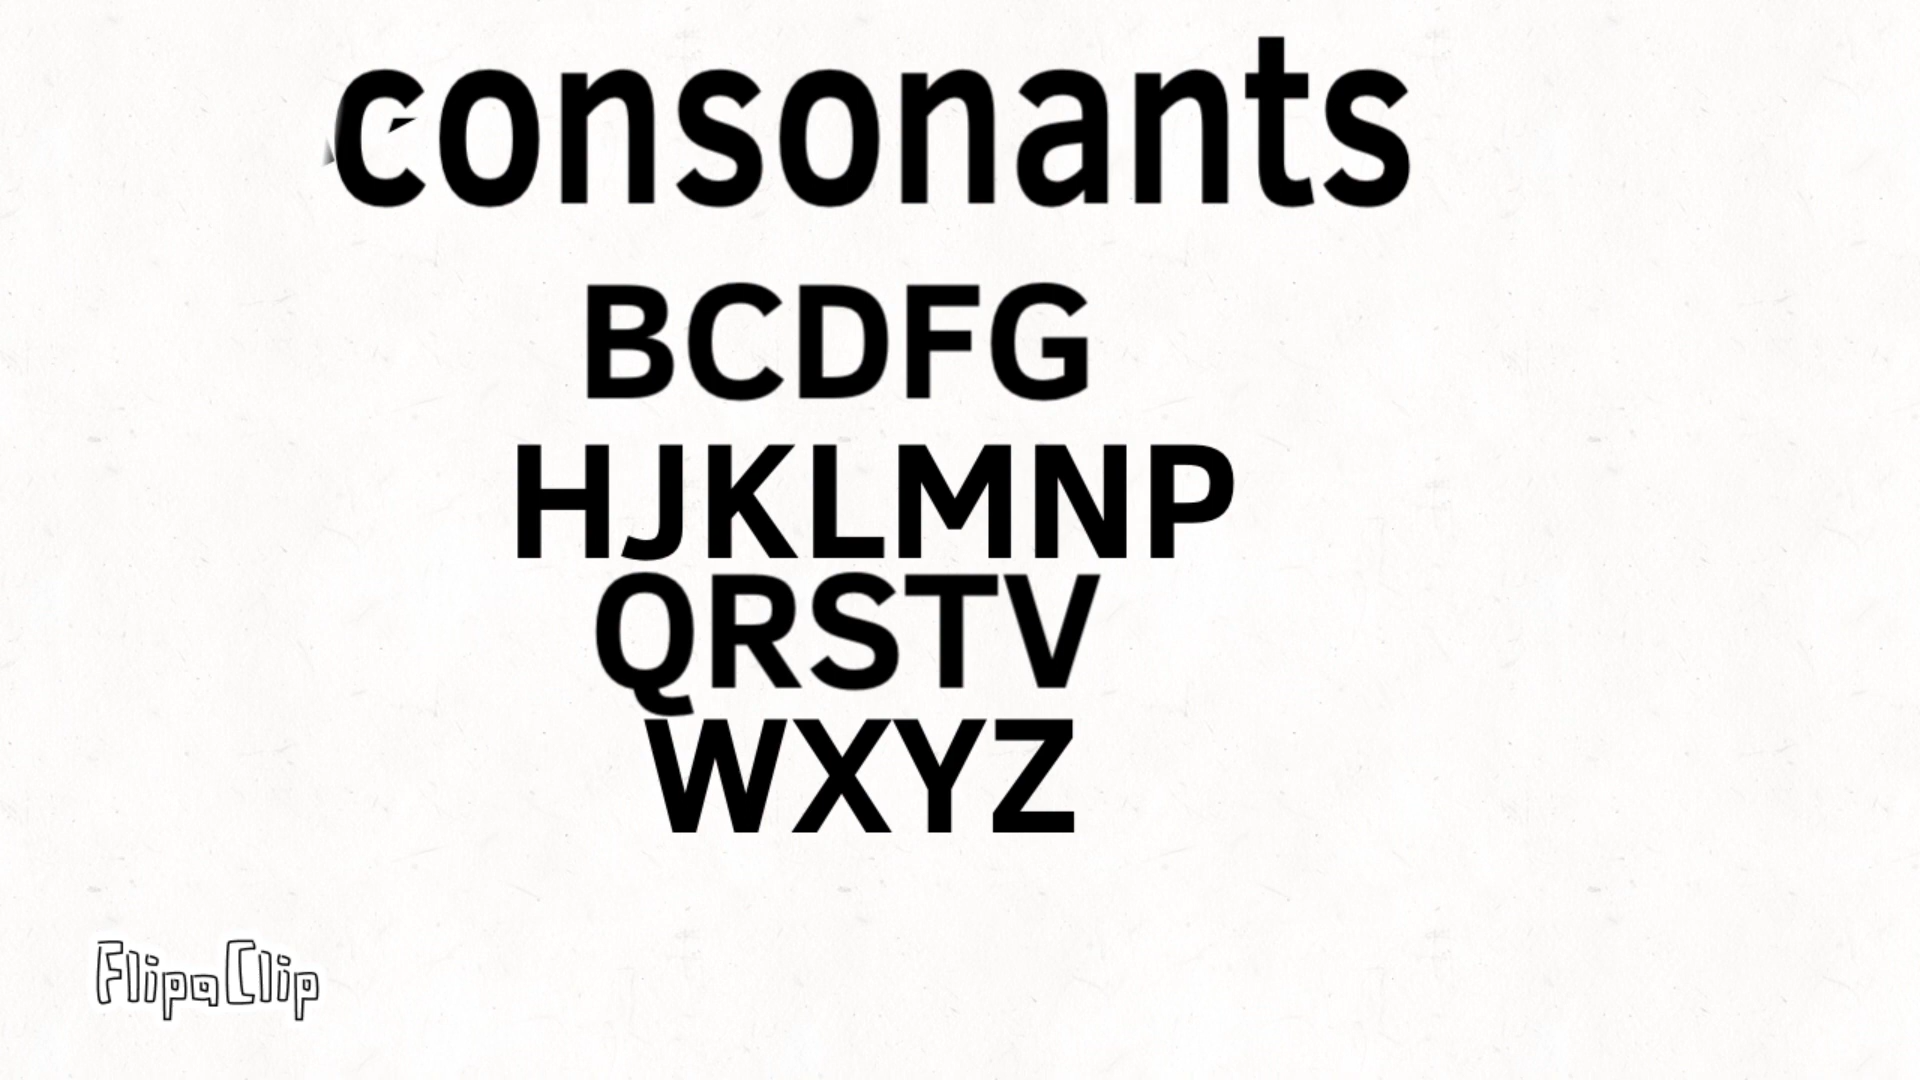 consonants
BCDFG
HJKLMNP
QRSTV
WXYZ
FlipaClip